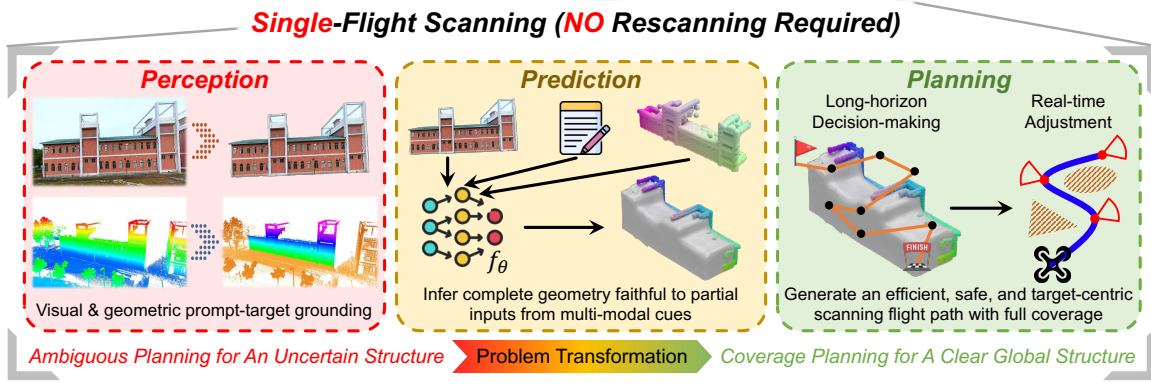 Single-Flight Scanning (NO Rescanning Required)
Perception
Visual & geometric prompt-target grounding
Prediction
fθ
Infer complete geometry faithful to partial
inputs from multi-modal cues
Planning
Long-horizon
Decision-making
Real-time
Adjustment
FINISH
Generate an efficient, safe, and target-centric
scanning flight path with full coverage
Ambiguous Planning for An Uncertain Structure
Problem Transformation
Coverage Planning for A Clear Global Structure